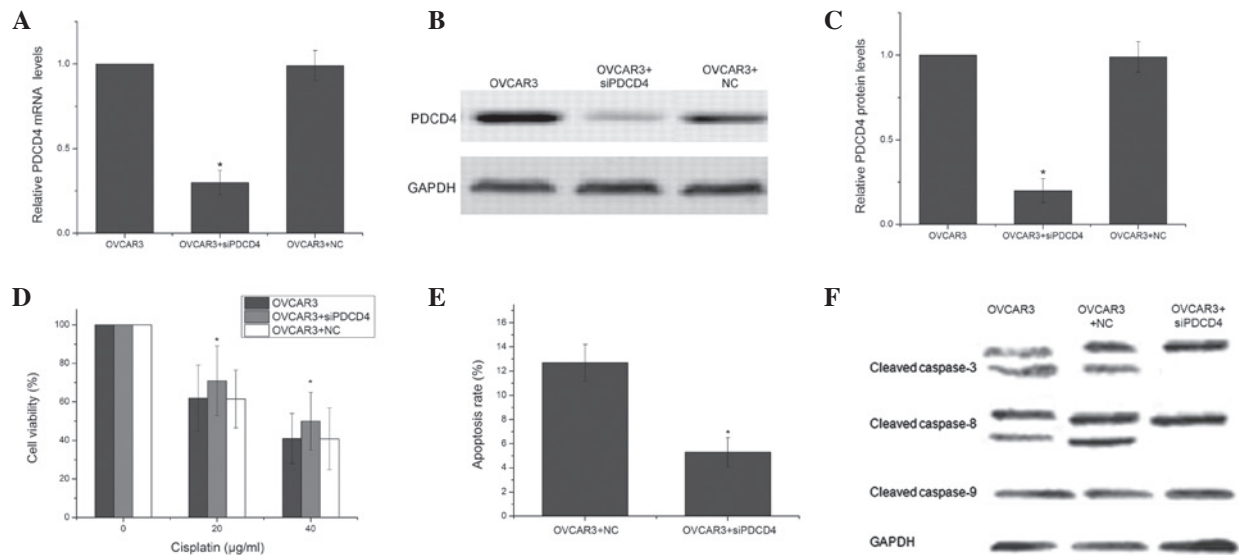 A
Relative PDCD4 mRNA levels
1.0
0.5
0.0
OVCAR3
OVCAR3+siPDCD4
OVCAR3+NC
*
B
OVCAR3
OVCAR3+
siPDCD4
OVCAR3+
NC
PDCD4
GAPDH
C
Relative PDCD4 protein levels
1.0
0.5
0.0
OVCAR3
OVCAR3+siPDCD4
OVCAR3+NC
*
D
OVCAR3
OVCAR3+siPDCD4
OVCAR3+NC
Cell viability (%)
100
80
60
40
20
0
*
*
0
20
40
Cisplatin (µg/ml)
E
Apoptosis rate (%)
16
14
12
10
8
6
4
2
0
*
OVCAR3+NC
OVCAR3+siPDCD4
F
OVCAR3
OVCAR3
+NC
OVCAR3+
siPDCD4
Cleaved caspase-3
Cleaved caspase-8
Cleaved caspase-9
GAPDH